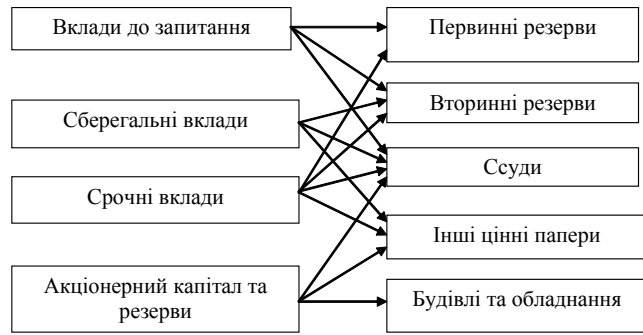 Вклади до запитання
Сберегальні вклади
Срочні вклади
Акціонерний капітал та
резерви
Первинні резерви
Вторинні резерви
Ссуди
Інші цінні папери
Будівлі та обладнання